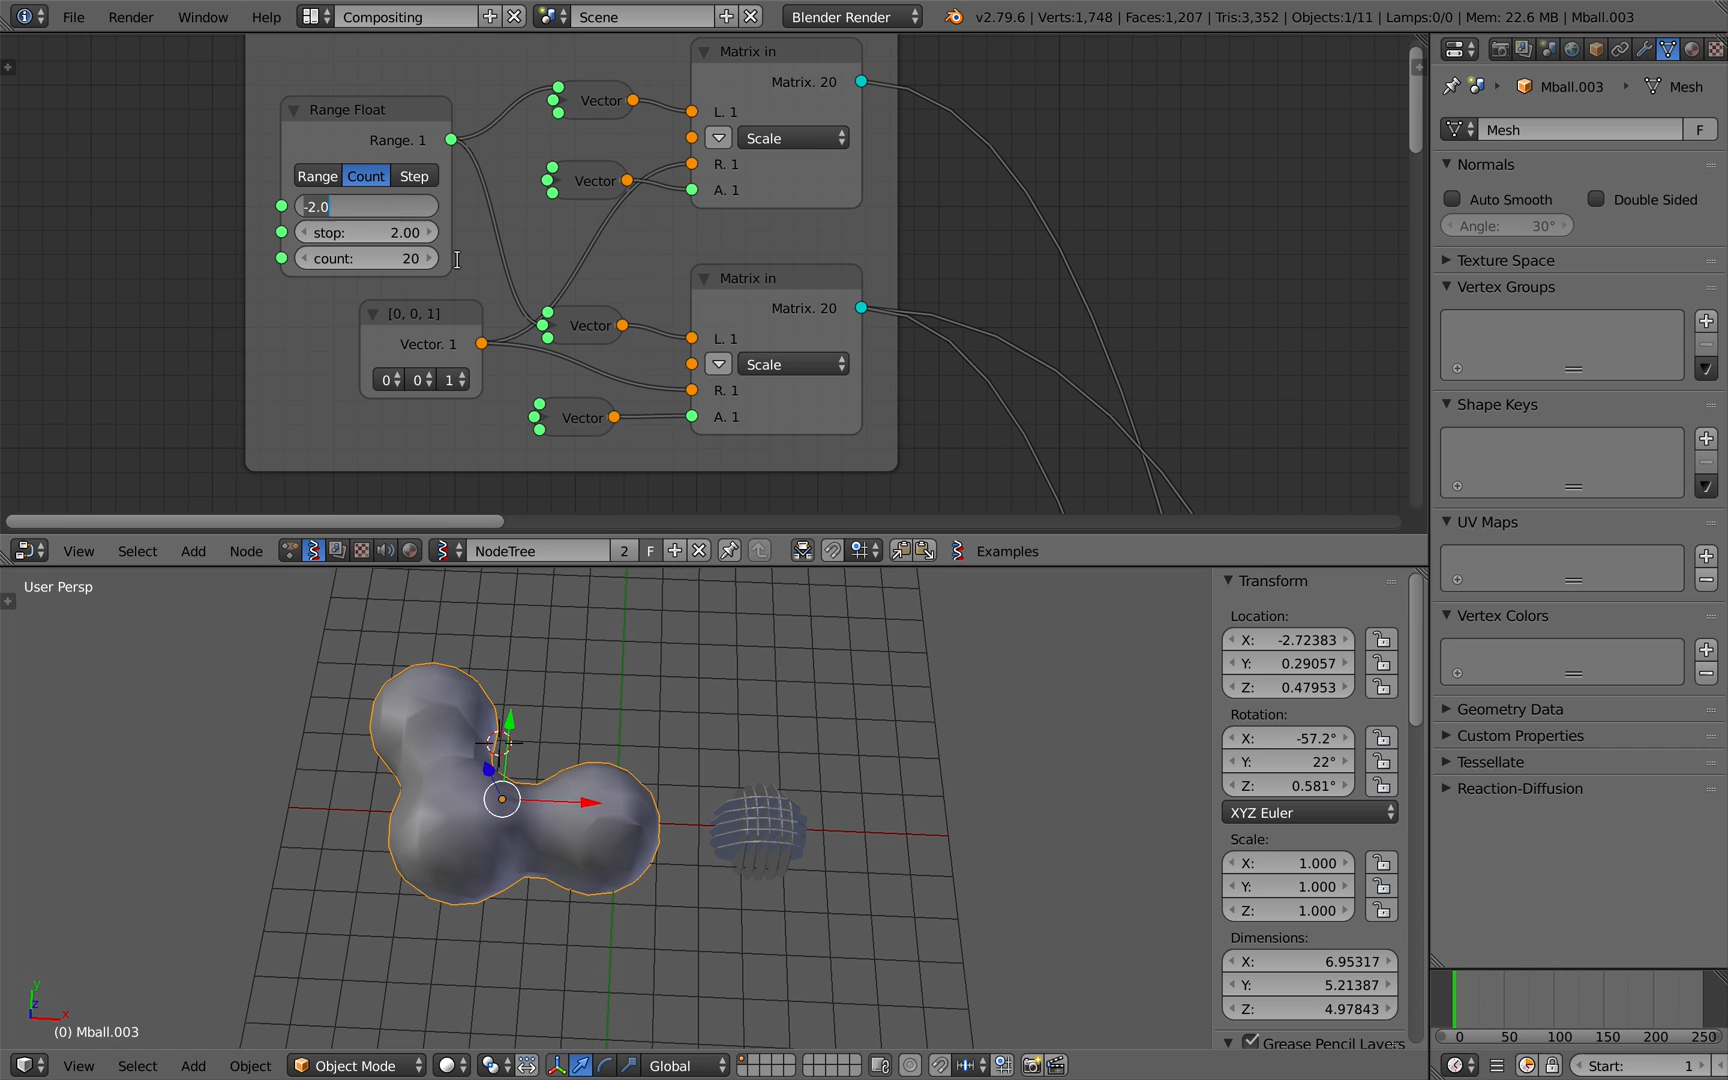 File Render Window Help Compositing Scene Blender Render v2.79.6 | Verts:1,748 | Faces:1,207 | Tris:3,352 | Objects:1/11 | Lamps:0/0 | Mem: 22.6 MB | Mball.003
Matrix in
Matrix. 20
L. 1
Scale
R. 1
A. 1
Vector
Vector
Range Float
Range. 1
Range Count Step
-2.0
stop: 2.00
count: 20
[0, 0, 1]
Vector. 1
0 0 1
Vector
Vector
Matrix in
Matrix. 20
L. 1
Scale
R. 1
A. 1
View Select Add Node NodeTree 2 F Examples
User Persp
(0) Mball.003
Transform
Location:
X: -2.72383
Y: 0.29057
Z: 0.47953
Rotation:
X: -57.2°
Y: 22°
Z: 0.581°
XYZ Euler
Scale:
X: 1.000
Y: 1.000
Z: 1.000
Dimensions:
X: 6.95317
Y: 5.21387
Z: 4.97843
Grease Pencil Layers
y
z
x
View Select Add Object Object Mode Global
Mball.003 Mesh
Mesh F
Normals
Auto Smooth Double Sided
Angle: 30°
Texture Space
Vertex Groups
Shape Keys
UV Maps
Vertex Colors
Geometry Data
Custom Properties
Tessellate
Reaction-Diffusion
0 50 100 150 200 250
Start: 1